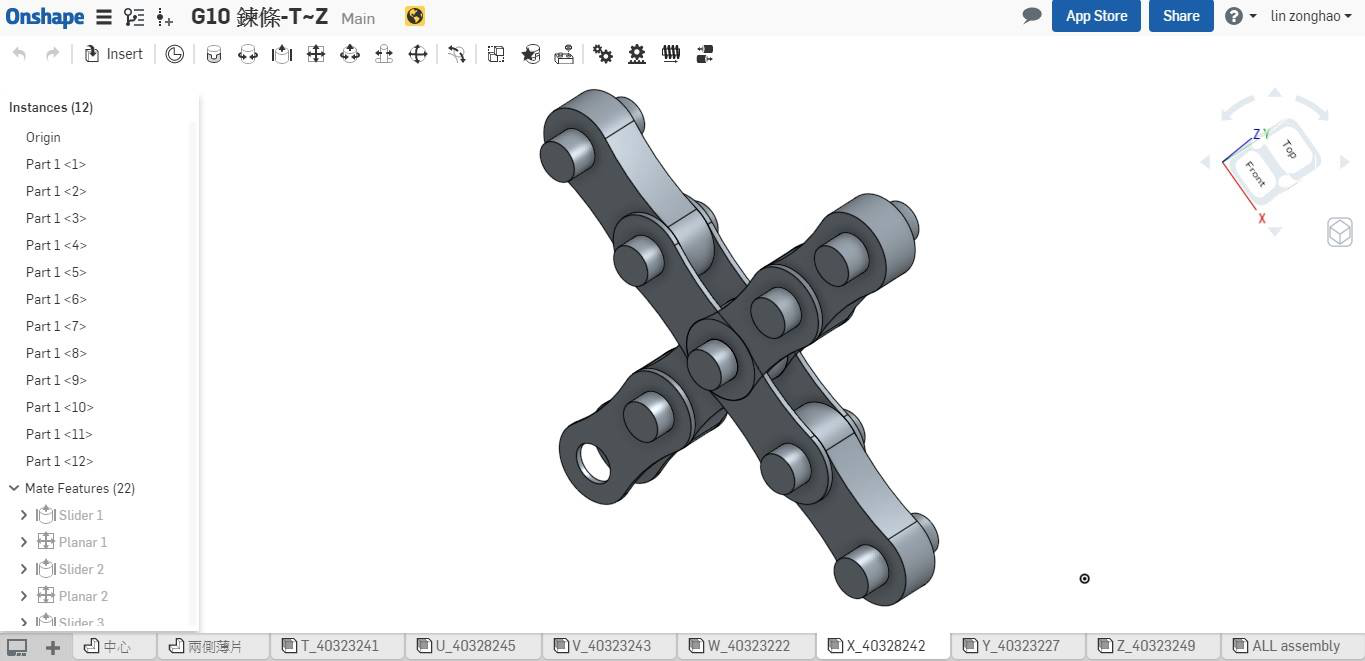 Onshape G10 鍊條-T~Z Main App Store Share lin zonghao
Insert
Instances (12)
Origin
Part 1 <1>
Part 1 <2>
Part 1 <3>
Part 1 <4>
Part 1 <5>
Part 1 <6>
Part 1 <7>
Part 1 <8>
Part 1 <9>
Part 1 <10>
Part 1 <11>
Part 1 <12>
Mate Features (22)
Slider 1
Planar 1
Slider 2
Planar 2
Slider 3
Z Y
Top
Front
X
中心 兩側薄片 T_40323241 U_40328245 V_40323243 W_40323222 X_40328242 Y_40323227 Z_40323249 ALL assembly